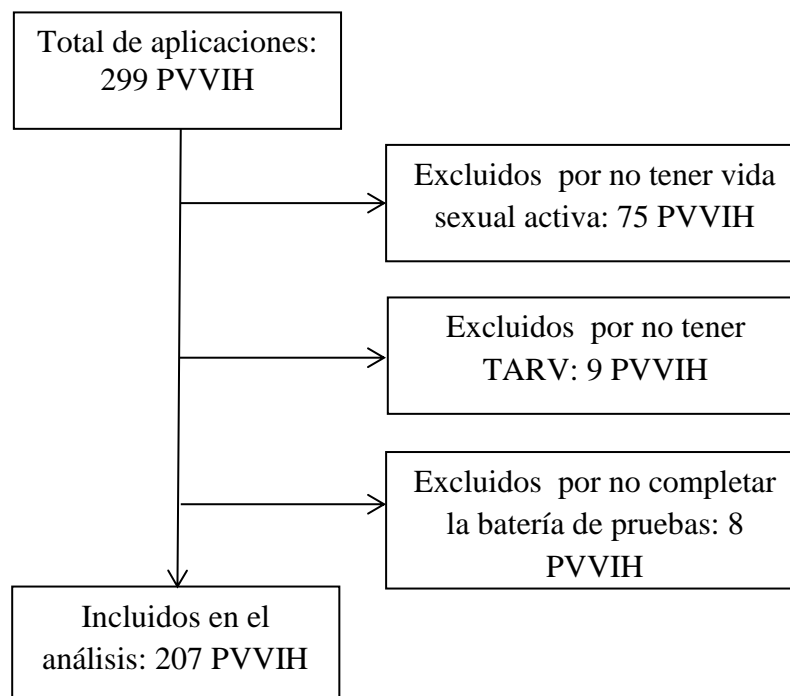 Total de aplicaciones:
299 PVVIH
Excluidos por no tener vida
sexual activa: 75 PVVIH
Excluidos por no tener
TARV: 9 PVVIH
Excluidos por no completar
la batería de pruebas: 8
PVVIH
Incluidos en el
análisis: 207 PVVIH